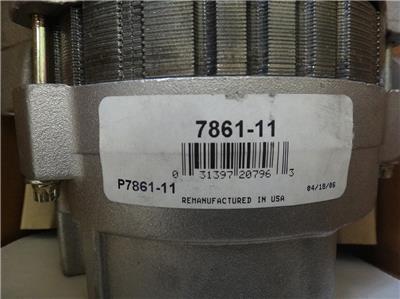 7861-11
0 31397 20796 3
P7861-11
04/18/06
REMANUFACTURED IN USA